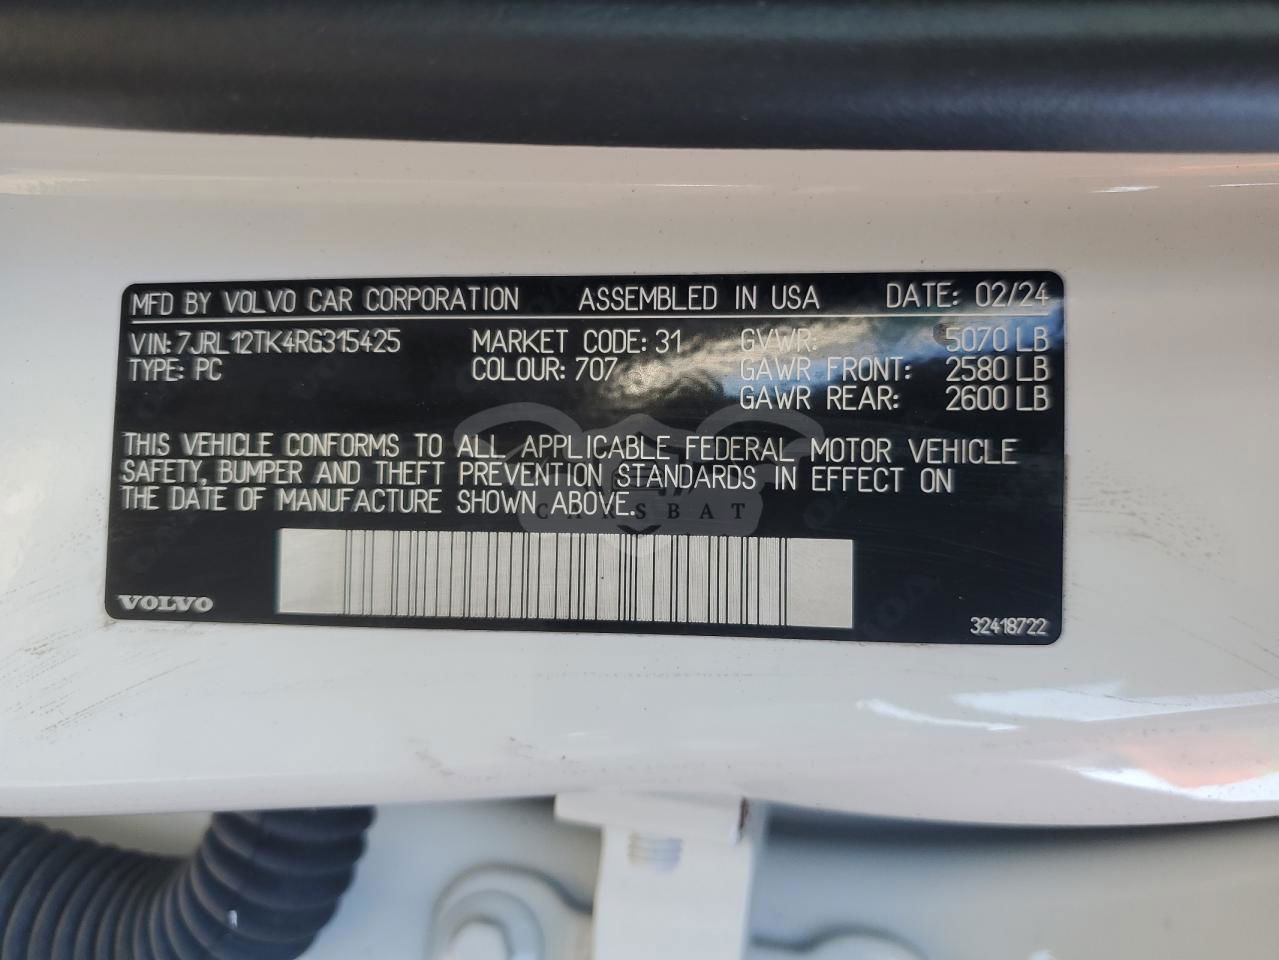 MFD BY VOLVO CAR CORPORATION ASSEMBLED IN USA DATE: 02/24
VIN: 7JRL12TK4RG315425 MARKET CODE: 31 GVWR: 5070 LB
TYPE: PC COLOUR: 707 GAWR FRONT: 2580 LB
GAWR REAR: 2600 LB
THIS VEHICLE CONFORMS TO ALL APPLICABLE FEDERAL MOTOR VEHICLE
SAFETY, BUMPER AND THEFT PREVENTION STANDARDS IN EFFECT ON
THE DATE OF MANUFACTURE SHOWN ABOVE.
CARSBAT
VOLVO
32418722